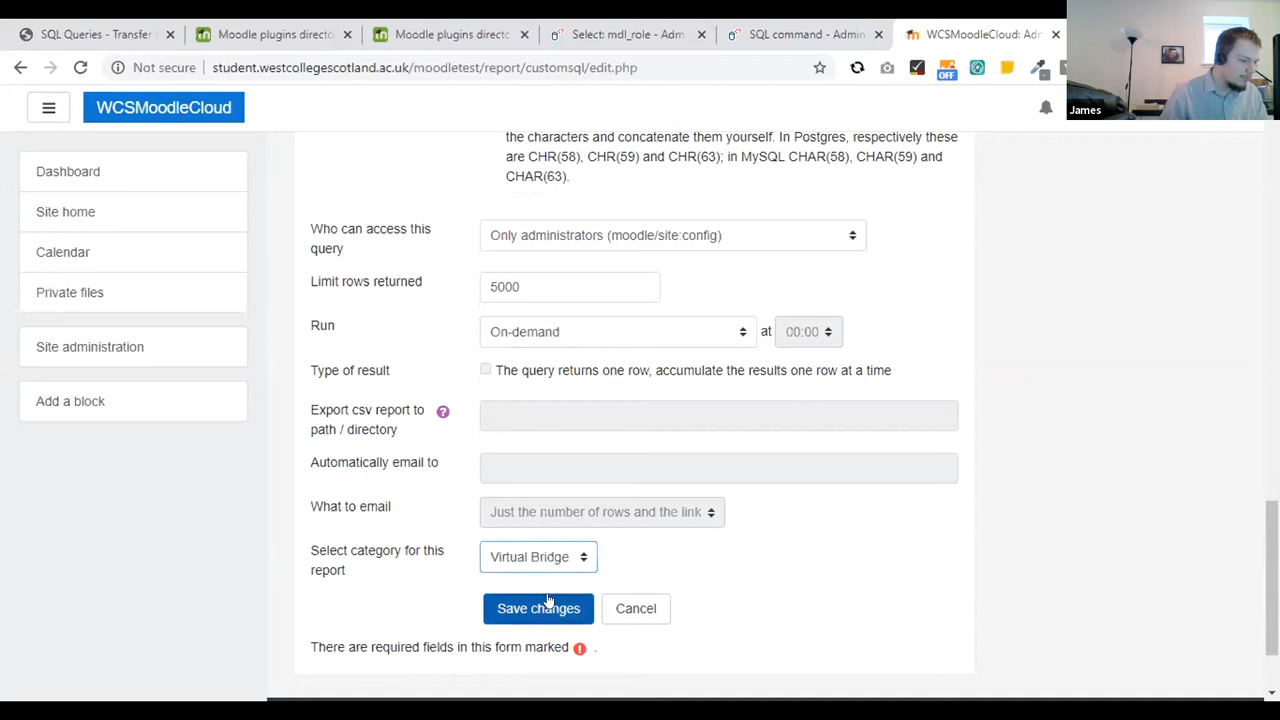 SQL Queries - Transfer
Moodle plugins directo
Moodle plugins directo
Select: mdl_role - Adm
SQL command - Admin
WCSMoodleCloud: Adm
Not secure
student.westcollegescotland.ac.uk/moodletest/report/customsql/edit.php
OFF
James
WCSMoodleCloud
Dashboard
Site home
Calendar
Private files
Site administration
Add a block
the characters and concatenate them yourself. In Postgres, respectively these
are CHR(58), CHR(59) and CHR(63); in MySQL CHAR(58), CHAR(59) and
CHAR(63).
Who can access this
query
Only administrators (moodle/site:config)
Limit rows returned
5000
Run
On-demand
at
00:00
Type of result
The query returns one row, accumulate the results one row at a time
Export csv report to
path / directory
Automatically email to
What to email
Just the number of rows and the link
Select category for this
report
Virtual Bridge
Save changes
Cancel
There are required fields in this form marked .